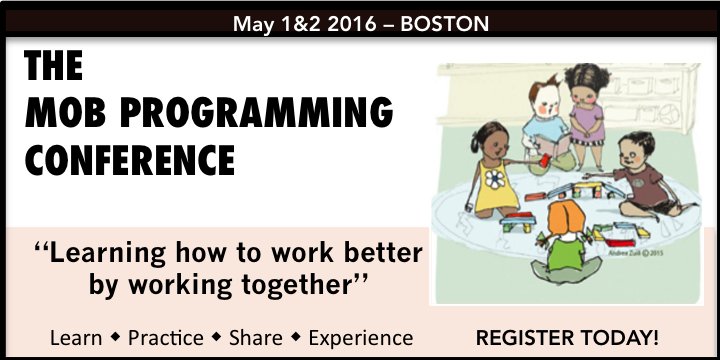 May 1&2 2016 – BOSTON
THE
MOB PROGRAMMING
CONFERENCE
“Learning how to work better
by working together”
Learn ◆ Practice ◆ Share ◆ Experience
REGISTER TODAY!
Andrea Zuill © 2015